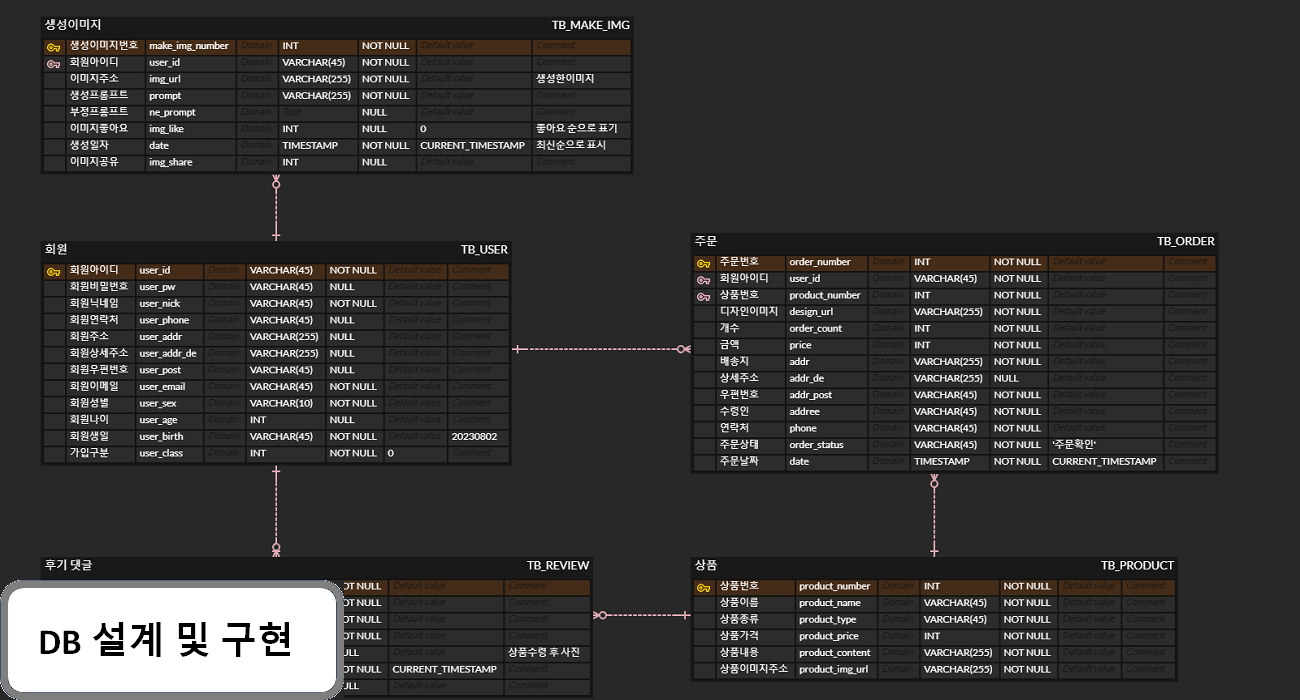 생성이미지 TB_MAKE_IMG
생성이미지번호 make_img_number Domain INT NOT NULL Default value Comment
회원아이디 user_id Domain VARCHAR(45) NOT NULL Default value Comment
이미지주소 img_url Domain VARCHAR(255) NOT NULL Default value 생성한이미지
생성프롬프트 prompt Domain VARCHAR(255) NOT NULL Default value Comment
부정프롬프트 ne_prompt Domain Type NULL Default value Comment
이미지좋아요 img_like Domain INT NULL 0 좋아요 순으로 표기
생성일자 date Domain TIMESTAMP NOT NULL CURRENT_TIMESTAMP 최신순으로 표시
이미지공유 img_share Domain INT NULL Default value Comment
회원 TB_USER
회원아이디 user_id Domain VARCHAR(45) NOT NULL Default value Comment
회원비밀번호 user_pw Domain VARCHAR(45) NULL Default value Comment
회원닉네임 user_nick Domain VARCHAR(45) NOT NULL Default value Comment
회원연락처 user_phone Domain VARCHAR(45) NULL Default value Comment
회원주소 user_addr Domain VARCHAR(255) NULL Default value Comment
회원상세주소 user_addr_de Domain VARCHAR(255) NULL Default value Comment
회원우편번호 user_post Domain VARCHAR(45) NULL Default value Comment
회원이메일 user_email Domain VARCHAR(45) NOT NULL Default value Comment
회원성별 user_sex Domain VARCHAR(10) NOT NULL Default value Comment
회원나이 user_age Domain INT NULL Default value Comment
회원생일 user_birth Domain VARCHAR(45) NOT NULL Default value 20230802
가입구분 user_class Domain INT NOT NULL 0 Comment
주문 TB_ORDER
주문번호 order_number Domain INT NOT NULL Default value Comment
회원아이디 user_id Domain VARCHAR(45) NOT NULL Default value Comment
상품번호 product_number Domain INT NOT NULL Default value Comment
디자인이미지 design_url Domain VARCHAR(255) NOT NULL Default value Comment
개수 order_count Domain INT NOT NULL Default value Comment
금액 price Domain INT NOT NULL Default value Comment
배송지 addr Domain VARCHAR(255) NOT NULL Default value Comment
상세주소 addr_de Domain VARCHAR(255) NULL Default value Comment
우편번호 addr_post Domain VARCHAR(45) NOT NULL Default value Comment
수령인 addree Domain VARCHAR(45) NOT NULL Default value Comment
연락처 phone Domain VARCHAR(45) NOT NULL Default value Comment
주문상태 order_status Domain VARCHAR(45) NOT NULL '주문확인' Comment
주문날짜 date Domain TIMESTAMP NOT NULL CURRENT_TIMESTAMP Comment
후기 댓글 TB_REVIEW
NOT NULL Default value Comment
NOT NULL Default value Comment
NOT NULL Default value Comment
NOT NULL Default value Comment
NULL Default value 상품수령 후 사진
NOT NULL CURRENT_TIMESTAMP Comment
NULL Default value Comment
DB 설계 및 구현
상품 TB_PRODUCT
상품번호 product_number Domain INT NOT NULL Default value Comment
상품이름 product_name Domain VARCHAR(45) NOT NULL Default value Comment
상품종류 product_type Domain VARCHAR(45) NOT NULL Default value Comment
상품가격 product_price Domain INT NOT NULL Default value Comment
상품내용 product_content Domain VARCHAR(255) NOT NULL Default value Comment
상품이미지주소 product_img_url Domain VARCHAR(255) NOT NULL Default value Comment